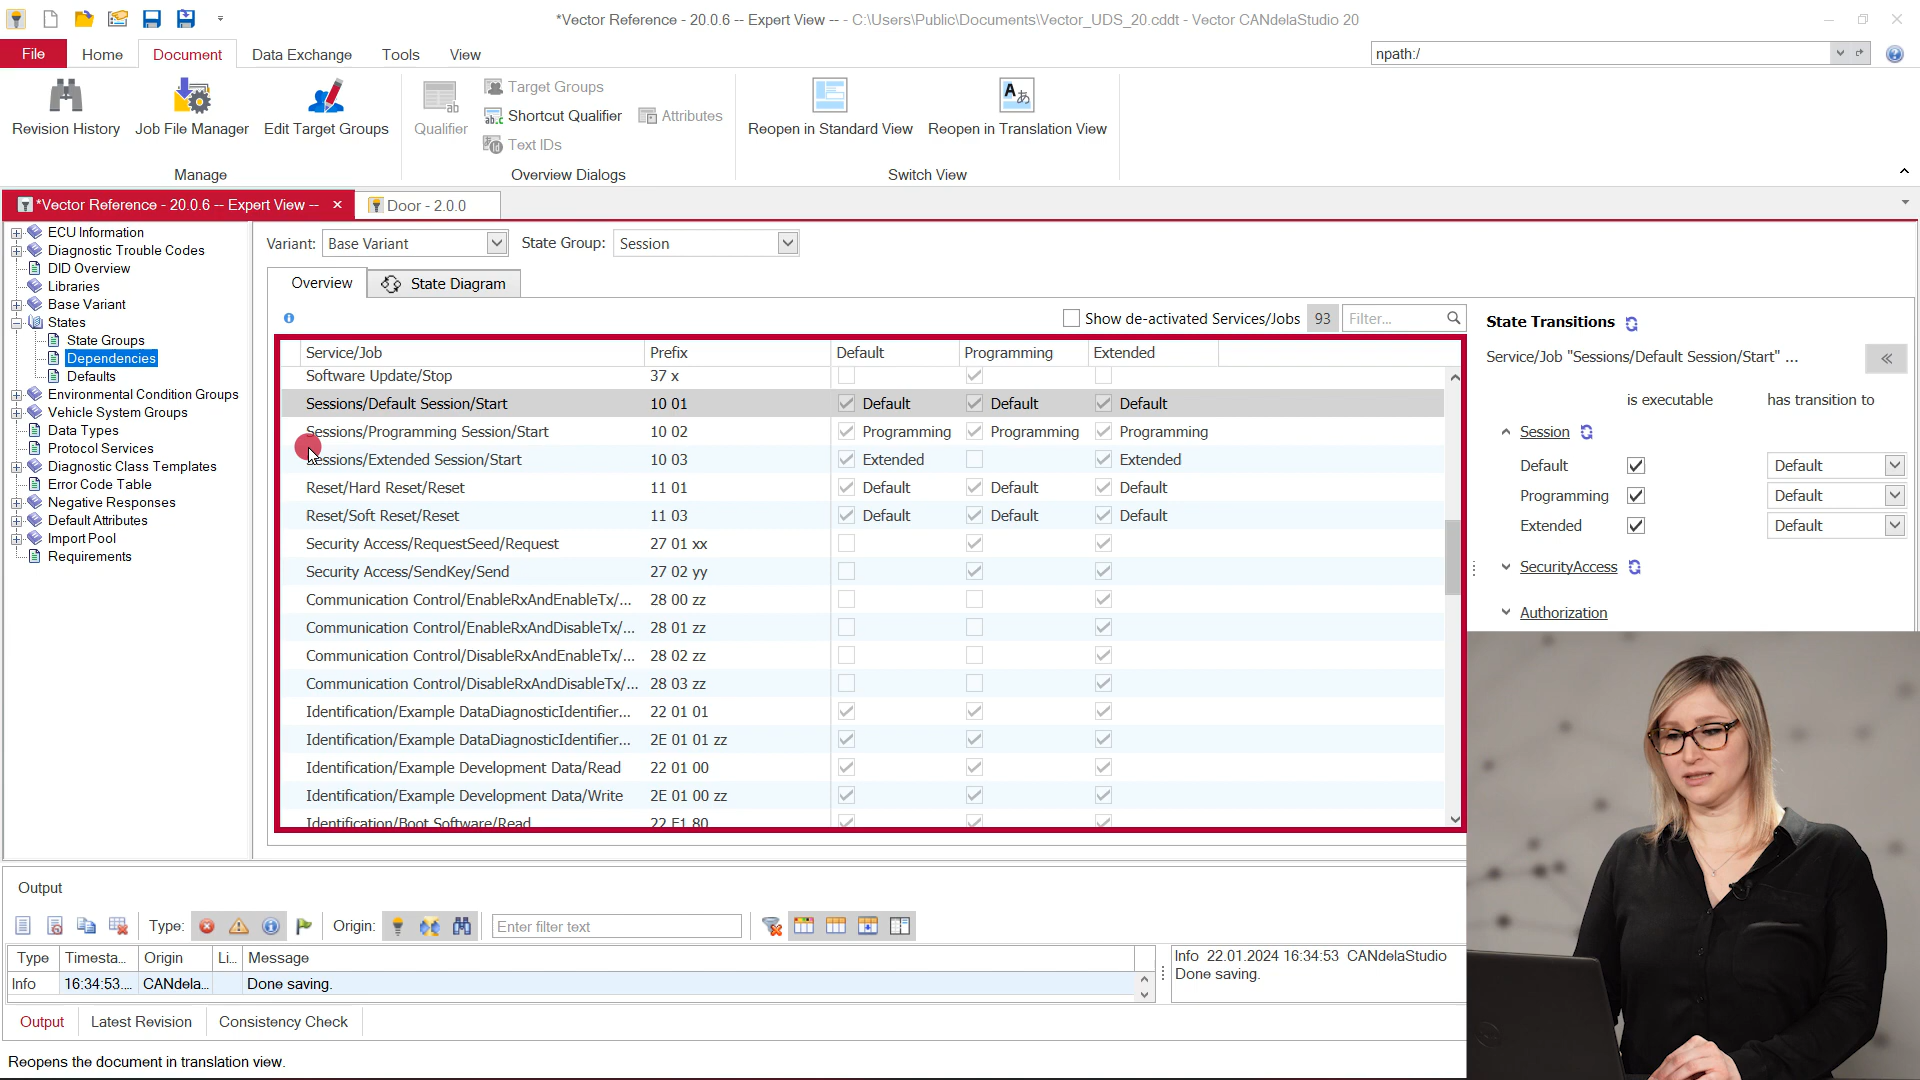 *Vector Reference - 20.0.6 -- Expert View -- - C:\Users\Public\Documents\Vector_UDS_20.cddt - Vector CANdelaStudio 20
File Home Document Data Exchange Tools View npath:/
Revision History Job File Manager Edit Target Groups Qualifier Target Groups Shortcut Qualifier Attributes Text IDs Reopen in Standard View Reopen in Translation View
Manage Overview Dialogs Switch View
*Vector Reference - 20.0.6 -- Expert View -- Door - 2.0.0
ECU Information
Diagnostic Trouble Codes
DID Overview
Libraries
Base Variant
States
State Groups
Dependencies
Defaults
Environmental Condition Groups
Vehicle System Groups
Data Types
Protocol Services
Diagnostic Class Templates
Error Code Table
Negative Responses
Default Attributes
Import Pool
Requirements
Variant: Base Variant State Group: Session
Overview State Diagram
Show de-activated Services/Jobs 93 Filter...
Service/Job Prefix Default Programming Extended
Software Update/Stop 37 x
Sessions/Default Session/Start 10 01 Default Default Default
Sessions/Programming Session/Start 10 02 Programming Programming Programming
Sessions/Extended Session/Start 10 03 Extended Extended
Reset/Hard Reset/Reset 11 01 Default Default Default
Reset/Soft Reset/Reset 11 03 Default Default Default
Security Access/RequestSeed/Request 27 01 xx
Security Access/SendKey/Send 27 02 yy
Communication Control/EnableRxAndEnableTx/... 28 00 zz
Communication Control/EnableRxAndDisableTx/... 28 01 zz
Communication Control/DisableRxAndEnableTx/... 28 02 zz
Communication Control/DisableRxAndDisableTx/... 28 03 zz
Identification/Example DataDiagnosticIdentifier... 22 01 01
Identification/Example DataDiagnosticIdentifier... 2E 01 01 zz
Identification/Example Development Data/Read 22 01 00
Identification/Example Development Data/Write 2E 01 00 zz
Identification/Boot Software/Read 22 F1 80
State Transitions
Service/Job "Sessions/Default Session/Start" ...
is executable has transition to
Session
Default Default
Programming Default
Extended Default
SecurityAccess
Authorization
Output
Type: Origin: Enter filter text
Type Timesta... Origin Li... Message
Info 16:34:53.... CANdela... Done saving.
Info 22.01.2024 16:34:53 CANdelaStudio
Done saving.
Output Latest Revision Consistency Check
Reopens the document in translation view.